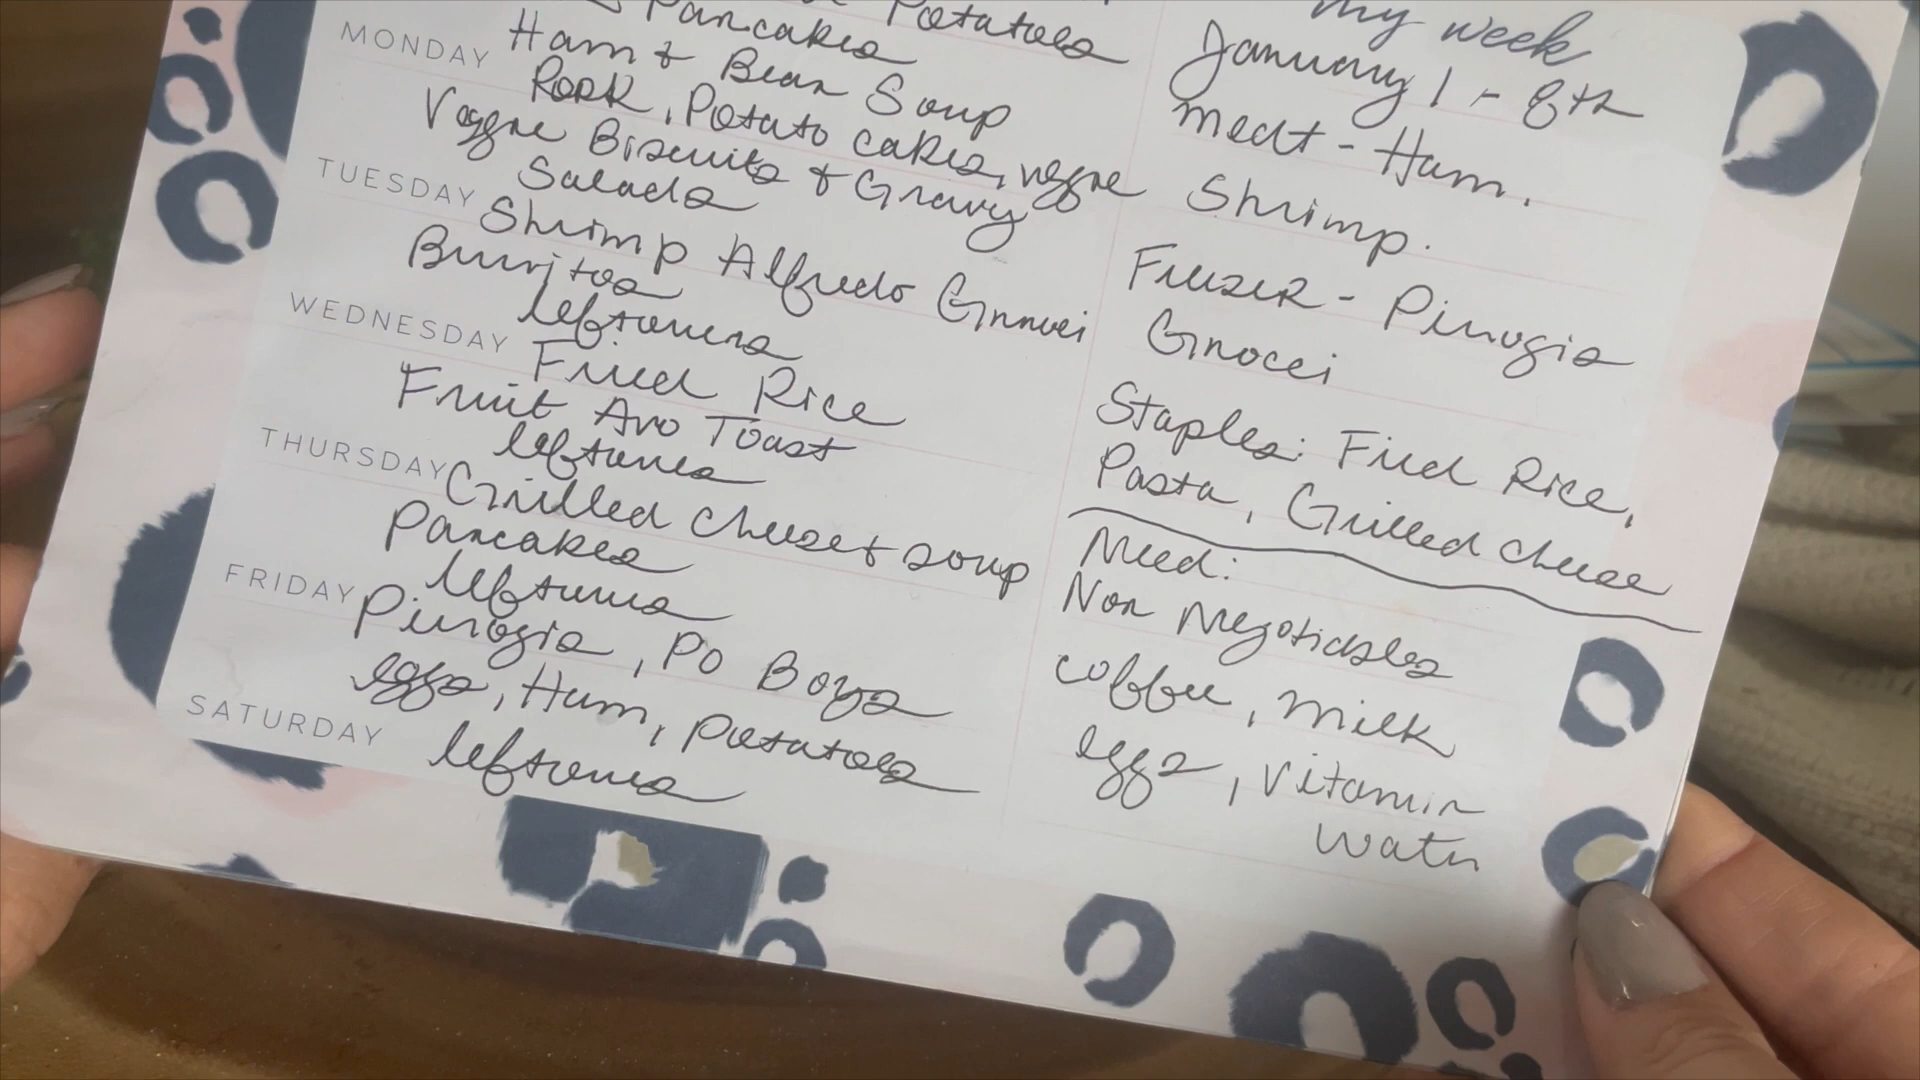 Potatoes
Pancakes
MONDAY
Ham & Bean Soup
Pork, Potato cakes, veggie
Veggie Biscuits & Gravy
Salads
TUESDAY
Shrimp Alfredo Gnnoci
Burritos
leftovers
WEDNESDAY
Fried Rice
Fruit Avo Toast
leftovers
THURSDAY
Grilled cheese & soup
Pancakes
leftovers
FRIDAY
Pierogis, Po Boys
eggs, Ham, potatoes
SATURDAY
leftovers
my week
January 1 - 8th
Meat - Ham.
Shrimp.
Freezer - Pierogis
Gnocci
Staples: Fried Rice,
Pasta, Grilled cheese
Need:
Non Negotiables
coffee, milk
eggs, Vitamin
water